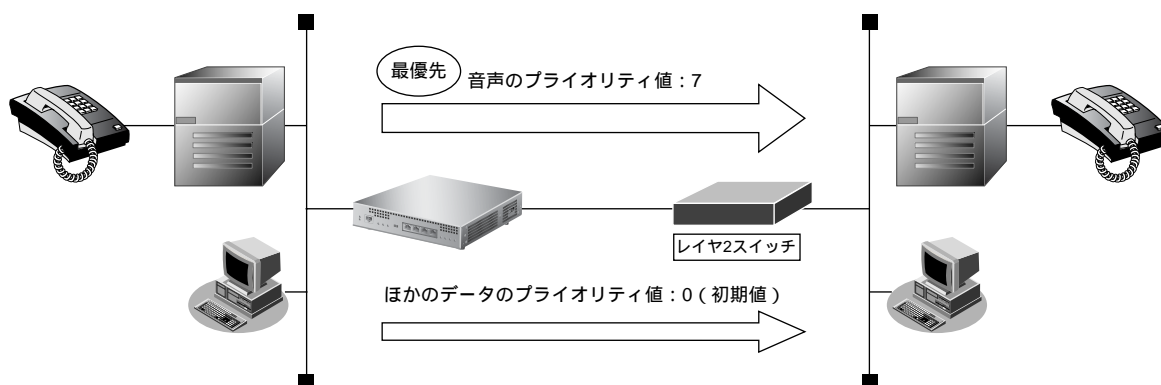 最優先
音声のプライオリティ値：7
レイヤ2スイッチ
ほかのデータのプライオリティ値：0（初期値）